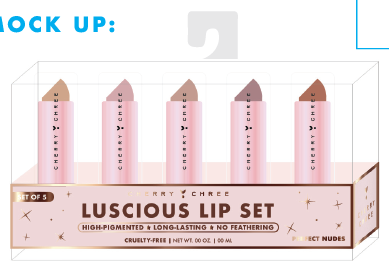 MOCK UP:
CHERRY CHREE
CHERRY CHREE
CHERRY CHREE
CHERRY CHREE
CHERRY CHREE
SET OF 5
ERRY CHREE
LUSCIOUS LIP SET
HIGH-PIGMENTED LONG-LASTING NO FEATHERING
CRUELTY-FREE | NET WT. 00 OZ. | 00 ML
PERFECT NUDES